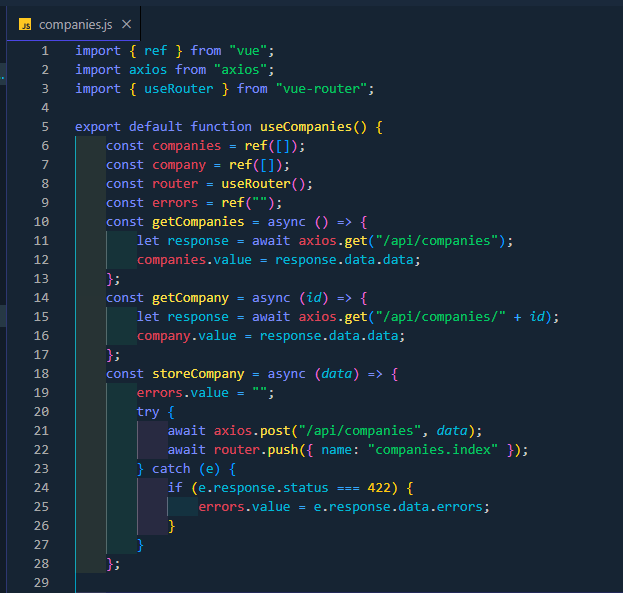 JS companies.js ×
1 import { ref } from "vue";
2 import axios from "axios";
3 import { useRouter } from "vue-router";
4
5 export default function useCompanies() {
6     const companies = ref([]);
7     const company = ref([]);
8     const router = useRouter();
9     const errors = ref("");
10     const getCompanies = async () => {
11         let response = await axios.get("/api/companies");
12         companies.value = response.data.data;
13     };
14     const getCompany = async (id) => {
15         let response = await axios.get("/api/companies/" + id);
16         company.value = response.data.data;
17     };
18     const storeCompany = async (data) => {
19         errors.value = "";
20         try {
21             await axios.post("/api/companies", data);
22             await router.push({ name: "companies.index" });
23         } catch (e) {
24             if (e.response.status === 422) {
25                 errors.value = e.response.data.errors;
26             }
27         }
28     };
29